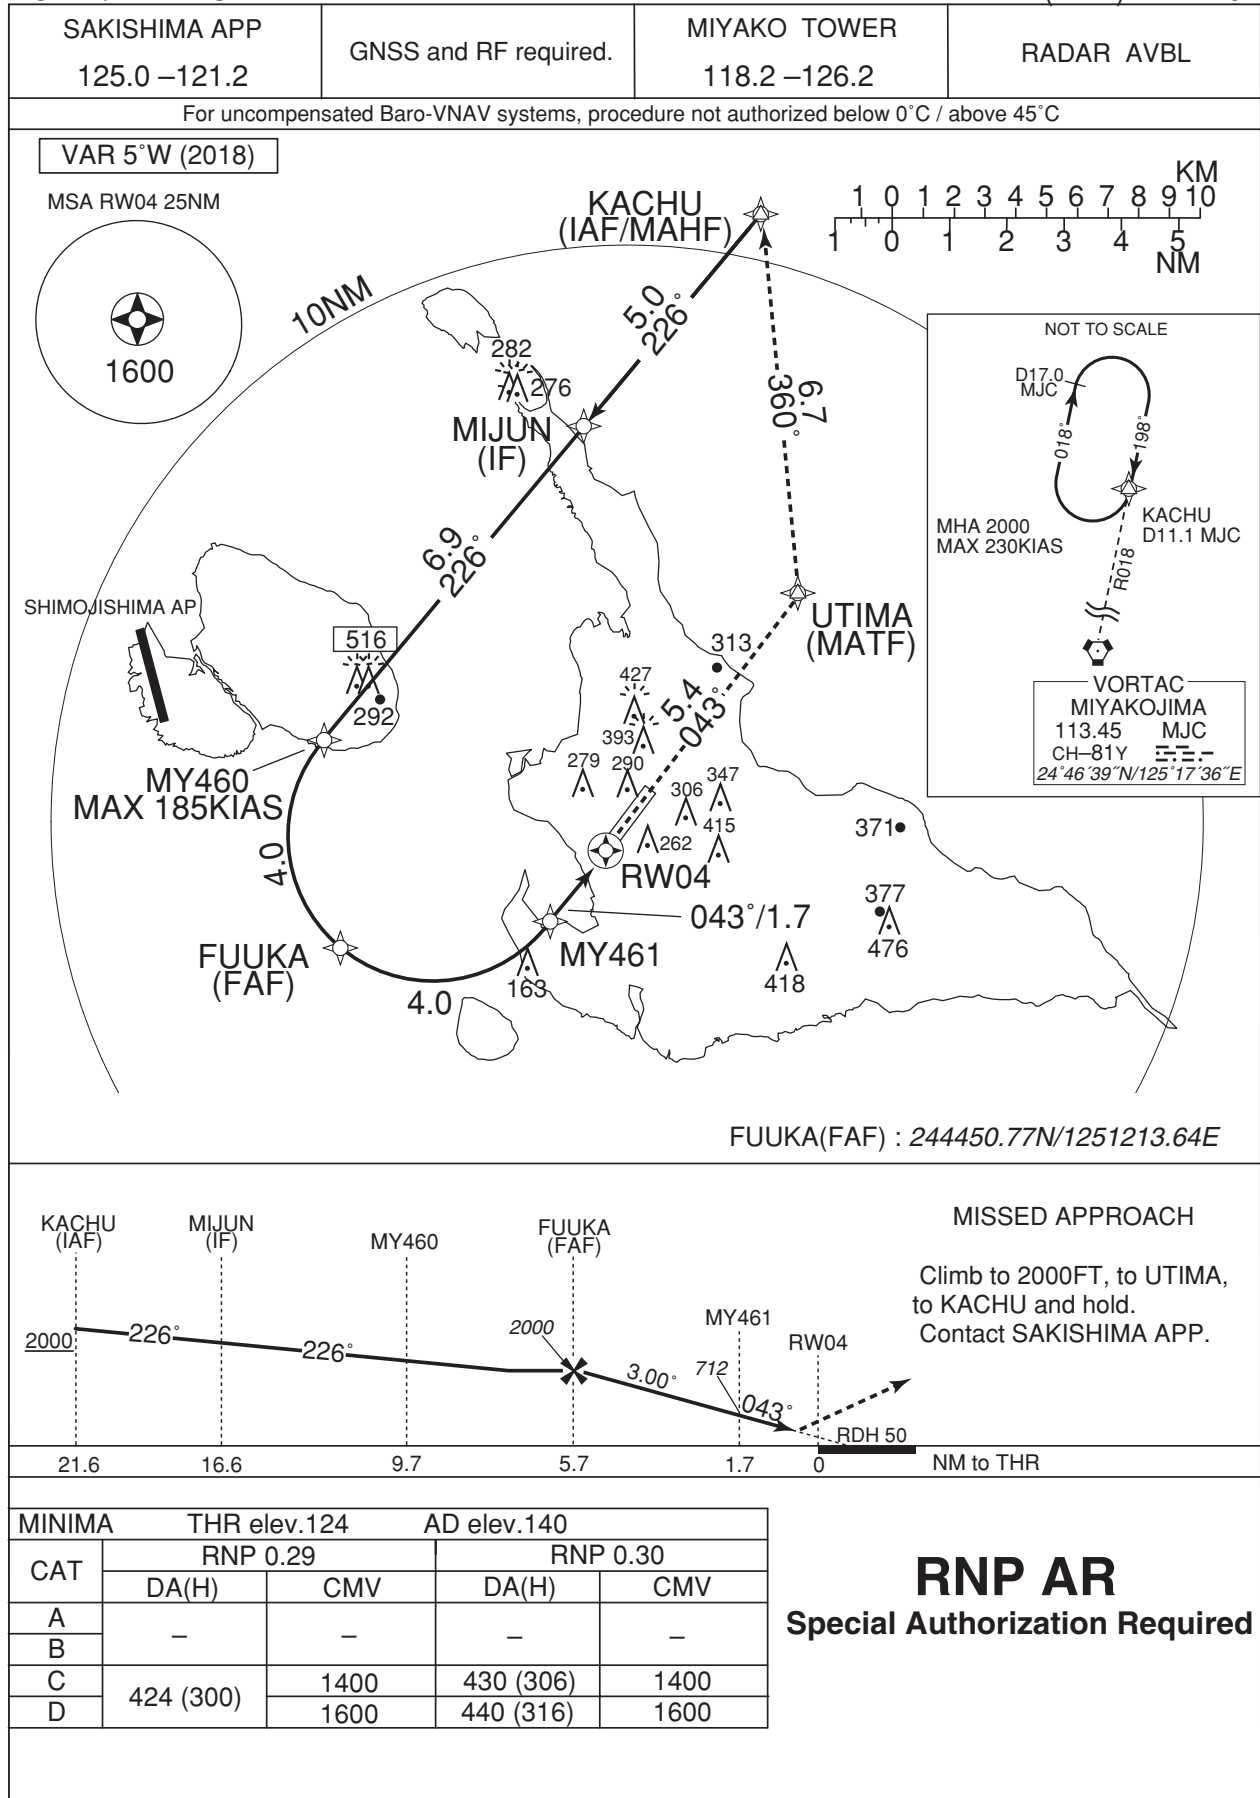 SAKISHIMA APP
125.0 –121.2
GNSS and RF required.
MIYAKO TOWER
118.2 –126.2
RADAR AVBL
For uncompensated Baro-VNAV systems, procedure not authorized below 0˚C / above 45˚C
VAR 5˚W (2018)
MSA RW04 25NM
1600
10NM
KACHU
(IAF/MAHF)
KM
1 0 1 2 3 4 5 6 7 8 9 10
1 0 1 2 3 4 5
NM
5.0
226˚
282
276
MIJUN
(IF)
6.7
360˚
NOT TO SCALE
D17.0
MJC
018˚
198˚
MHA 2000
MAX 230KIAS
KACHU
D11.1 MJC
R018
VORTAC
MIYAKOJIMA
113.45 MJC
CH–81Y
24˚46´39˝N/125˚17´36˝E
6.9
226˚
SHIMOJISHIMA AP
516
292
UTIMA
(MATF)
313
427
5.4
043˚
393
279
290
306
347
262
415
371
MY460
MAX 185KIAS
4.0
RW04
043˚/1.7
377
476
FUUKA
(FAF)
MY461
163
418
4.0
FUUKA(FAF) : 244450.77N/1251213.64E
KACHU
(IAF)
MIJUN
(IF)
MY460
FUUKA
(FAF)
MY461
RW04
MISSED APPROACH
Climb to 2000FT, to UTIMA,
to KACHU and hold.
Contact SAKISHIMA APP.
2000
226˚
226˚
2000
3.00˚
712
043˚
RDH 50
21.6 16.6 9.7 5.7 1.7 0 NM to THR
MINIMA THR elev.124 AD elev.140
CAT RNP 0.29 RNP 0.30
DA(H) CMV DA(H) CMV
A
B
– – – –
C 424 (300) 1400 430 (306) 1400
D 1600 440 (316) 1600
RNP AR
Special Authorization Required